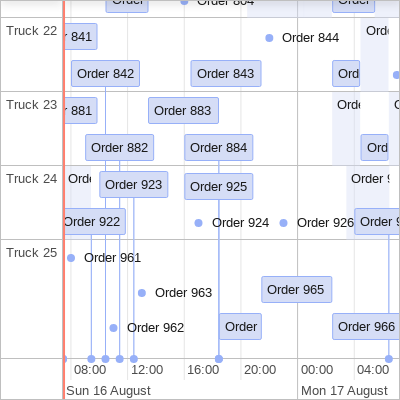 Order 804
Truck 22
841
Order 844
Ord
Order 842
Order 843
Ord
Truck 23
881
Order 883
Ord
Order 882
Order 884
Ord
Truck 24
Ord
Order 923
Order 925
Order 9
Order 922
Order 924
Order 926
Order 9
Truck 25
Order 961
Order 965
Order 963
Order 962
Order
Order 966
08:00 12:00 16:00 20:00 00:00 04:00
Sun 16 August
Mon 17 August